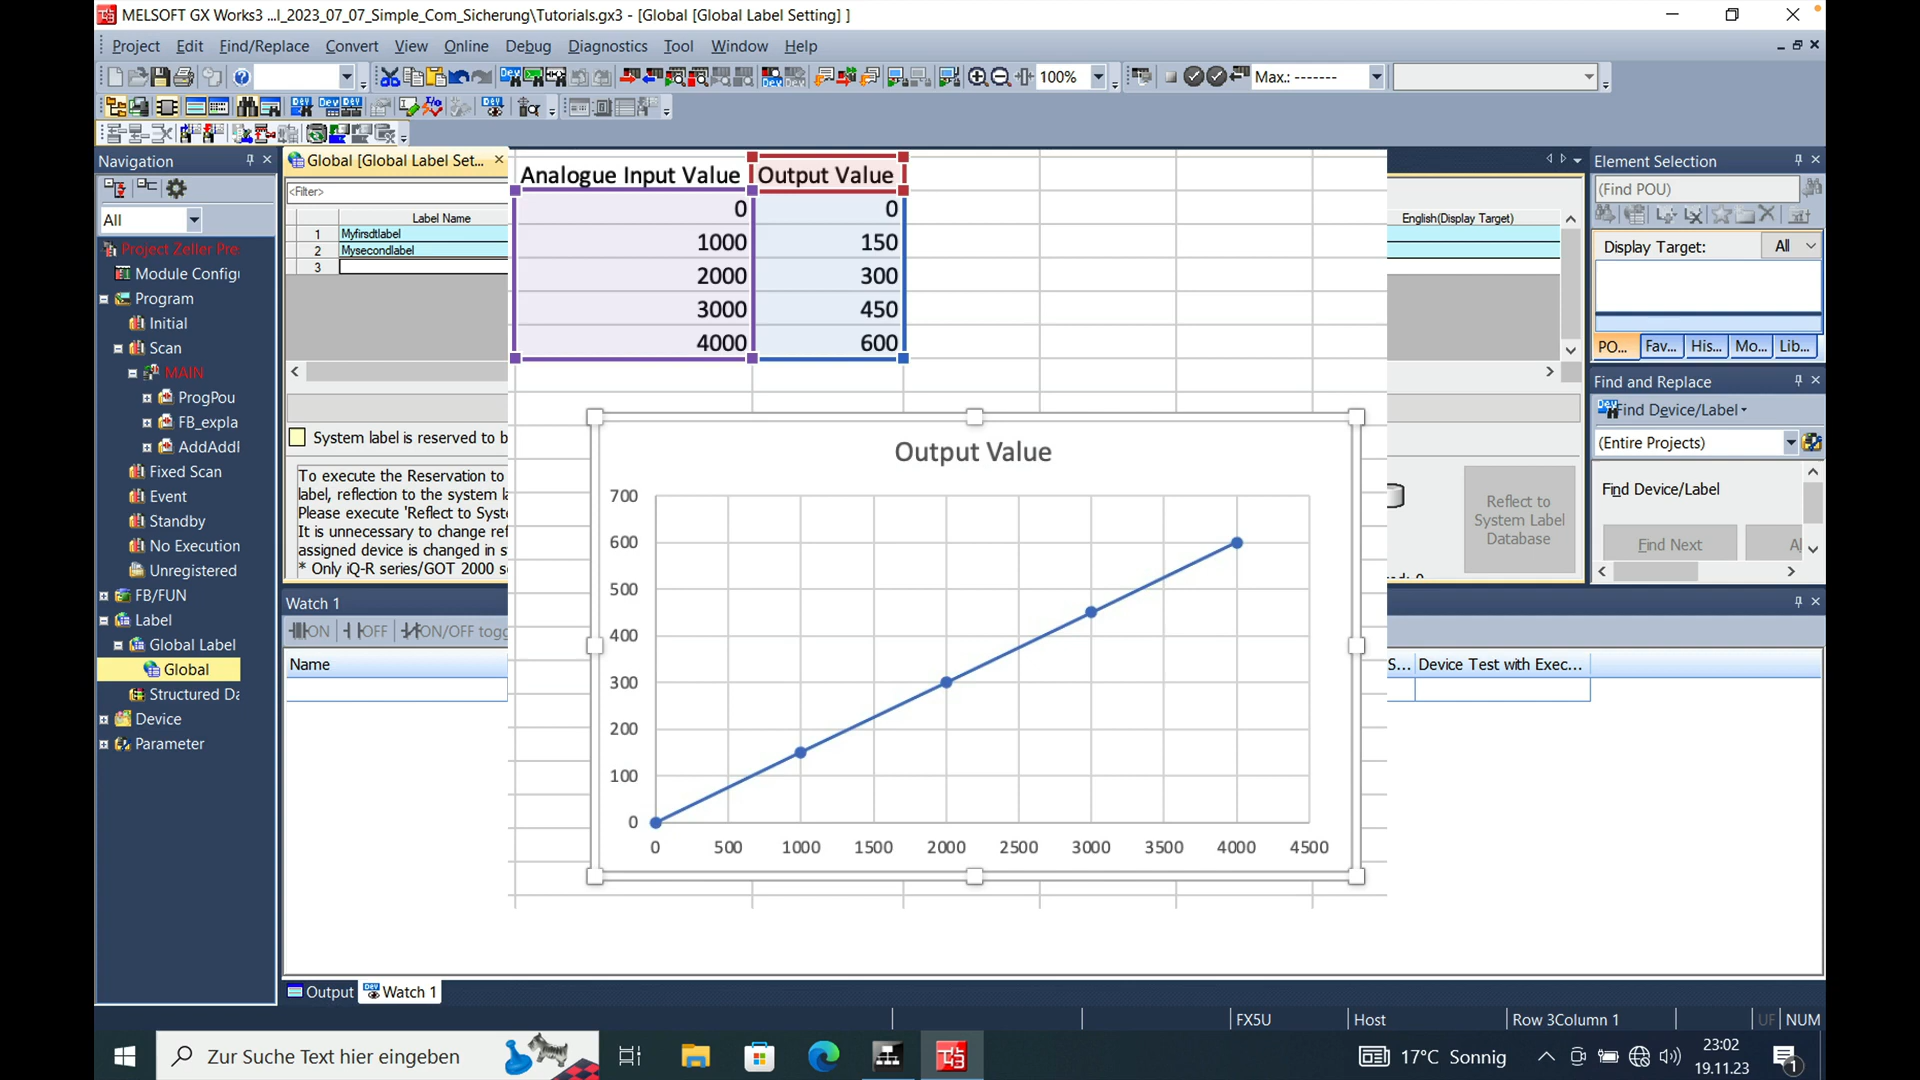 MELSOFT GX Works3 ...l_2023_07_07_Simple_Com_Sicherung\Tutorials.gx3 - [Global [Global Label Setting] ]
Project Edit Find/Replace Convert View Online Debug Diagnostics Tool Window Help
100% Max.: -------
Navigation
All
Project Zeller Pre
Module Configu
Program
Initial
Scan
MAIN
ProgPou
FB_expla
AddAddI
Fixed Scan
Event
Standby
No Execution
Unregistered
FB/FUN
Label
Global Label
Global
Structured Da
Device
Parameter
Global [Global Label Set...
<Filter>
Label Name
1 Myfirsdtlabel
2 Mysecondlabel
3
English(Display Target)
System label is reserved to b
To execute the Reservation to
label, reflection to the system la
Please execute 'Reflect to Syste
It is unnecessary to change ref
assigned device is changed in s
* Only iQ-R series/GOT 2000 s
Reflect to
System Label
Database
Analogue Input Value Output Value
0 0
1000 150
2000 300
3000 450
4000 600
Output Value
700
600
500
400
300
200
100
0
0 500 1000 1500 2000 2500 3000 3500 4000 4500
Element Selection
(Find POU)
Display Target: All
PO... Fav... His... Mo... Lib...
Find and Replace
Find Device/Label
(Entire Projects)
Find Device/Label
Find Next Al
Watch 1
ON OFF ON/OFF togg
Name
S... Device Test with Exec...
Output Watch 1
FX5U Host Row 3Column 1 UF NUM
Zur Suche Text hier eingeben
17°C Sonnig
23:02
19.11.23
1